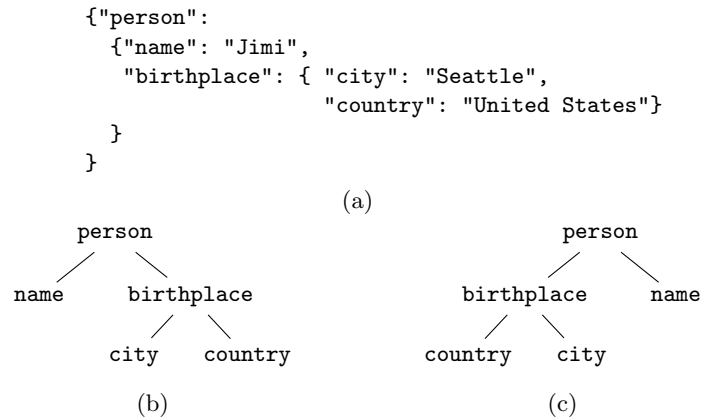 {"person":
{"name": "Jimi",
"birthplace": { "city": "Seattle",
"country": "United States"}
}
}
(a)
person
name birthplace
city country
(b)
person
birthplace name
country city
(c)